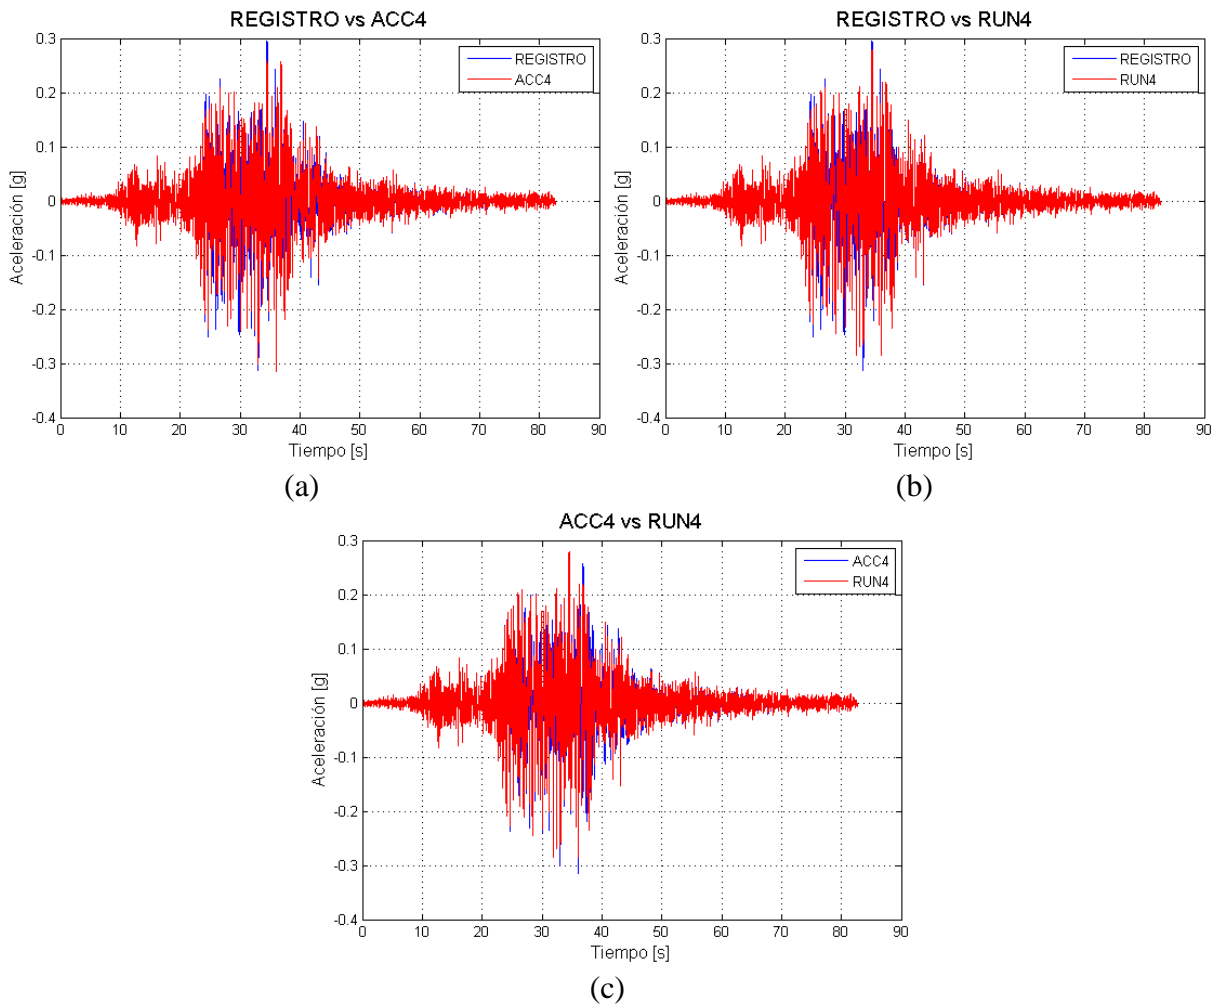 REGISTRO vs ACC4
0.3
0.2
0.1
0
-0.1
-0.2
-0.3
-0.4
Aceleración [g]
REGISTRO
ACC4
0 10 20 30 40 50 60 70 80 90
Tiempo [s]
(a)
REGISTRO vs RUN4
0.3
0.2
0.1
0
-0.1
-0.2
-0.3
-0.4
Aceleración [g]
REGISTRO
RUN4
0 10 20 30 40 50 60 70 80 90
Tiempo [s]
(b)
ACC4 vs RUN4
0.3
0.2
0.1
0
-0.1
-0.2
-0.3
-0.4
Aceleración [g]
ACC4
RUN4
0 10 20 30 40 50 60 70 80 90
Tiempo [s]
(c)